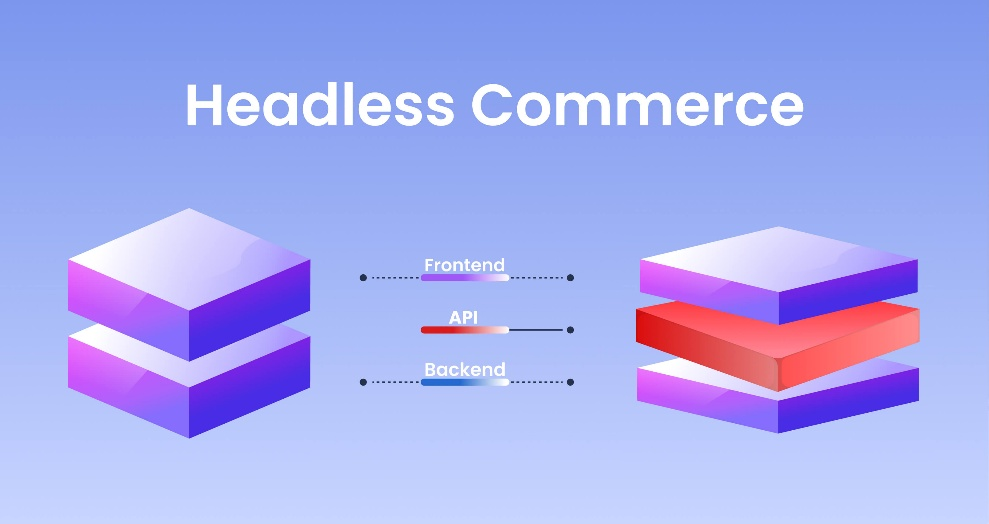 Headless Commerce
Frontend
API
Backend